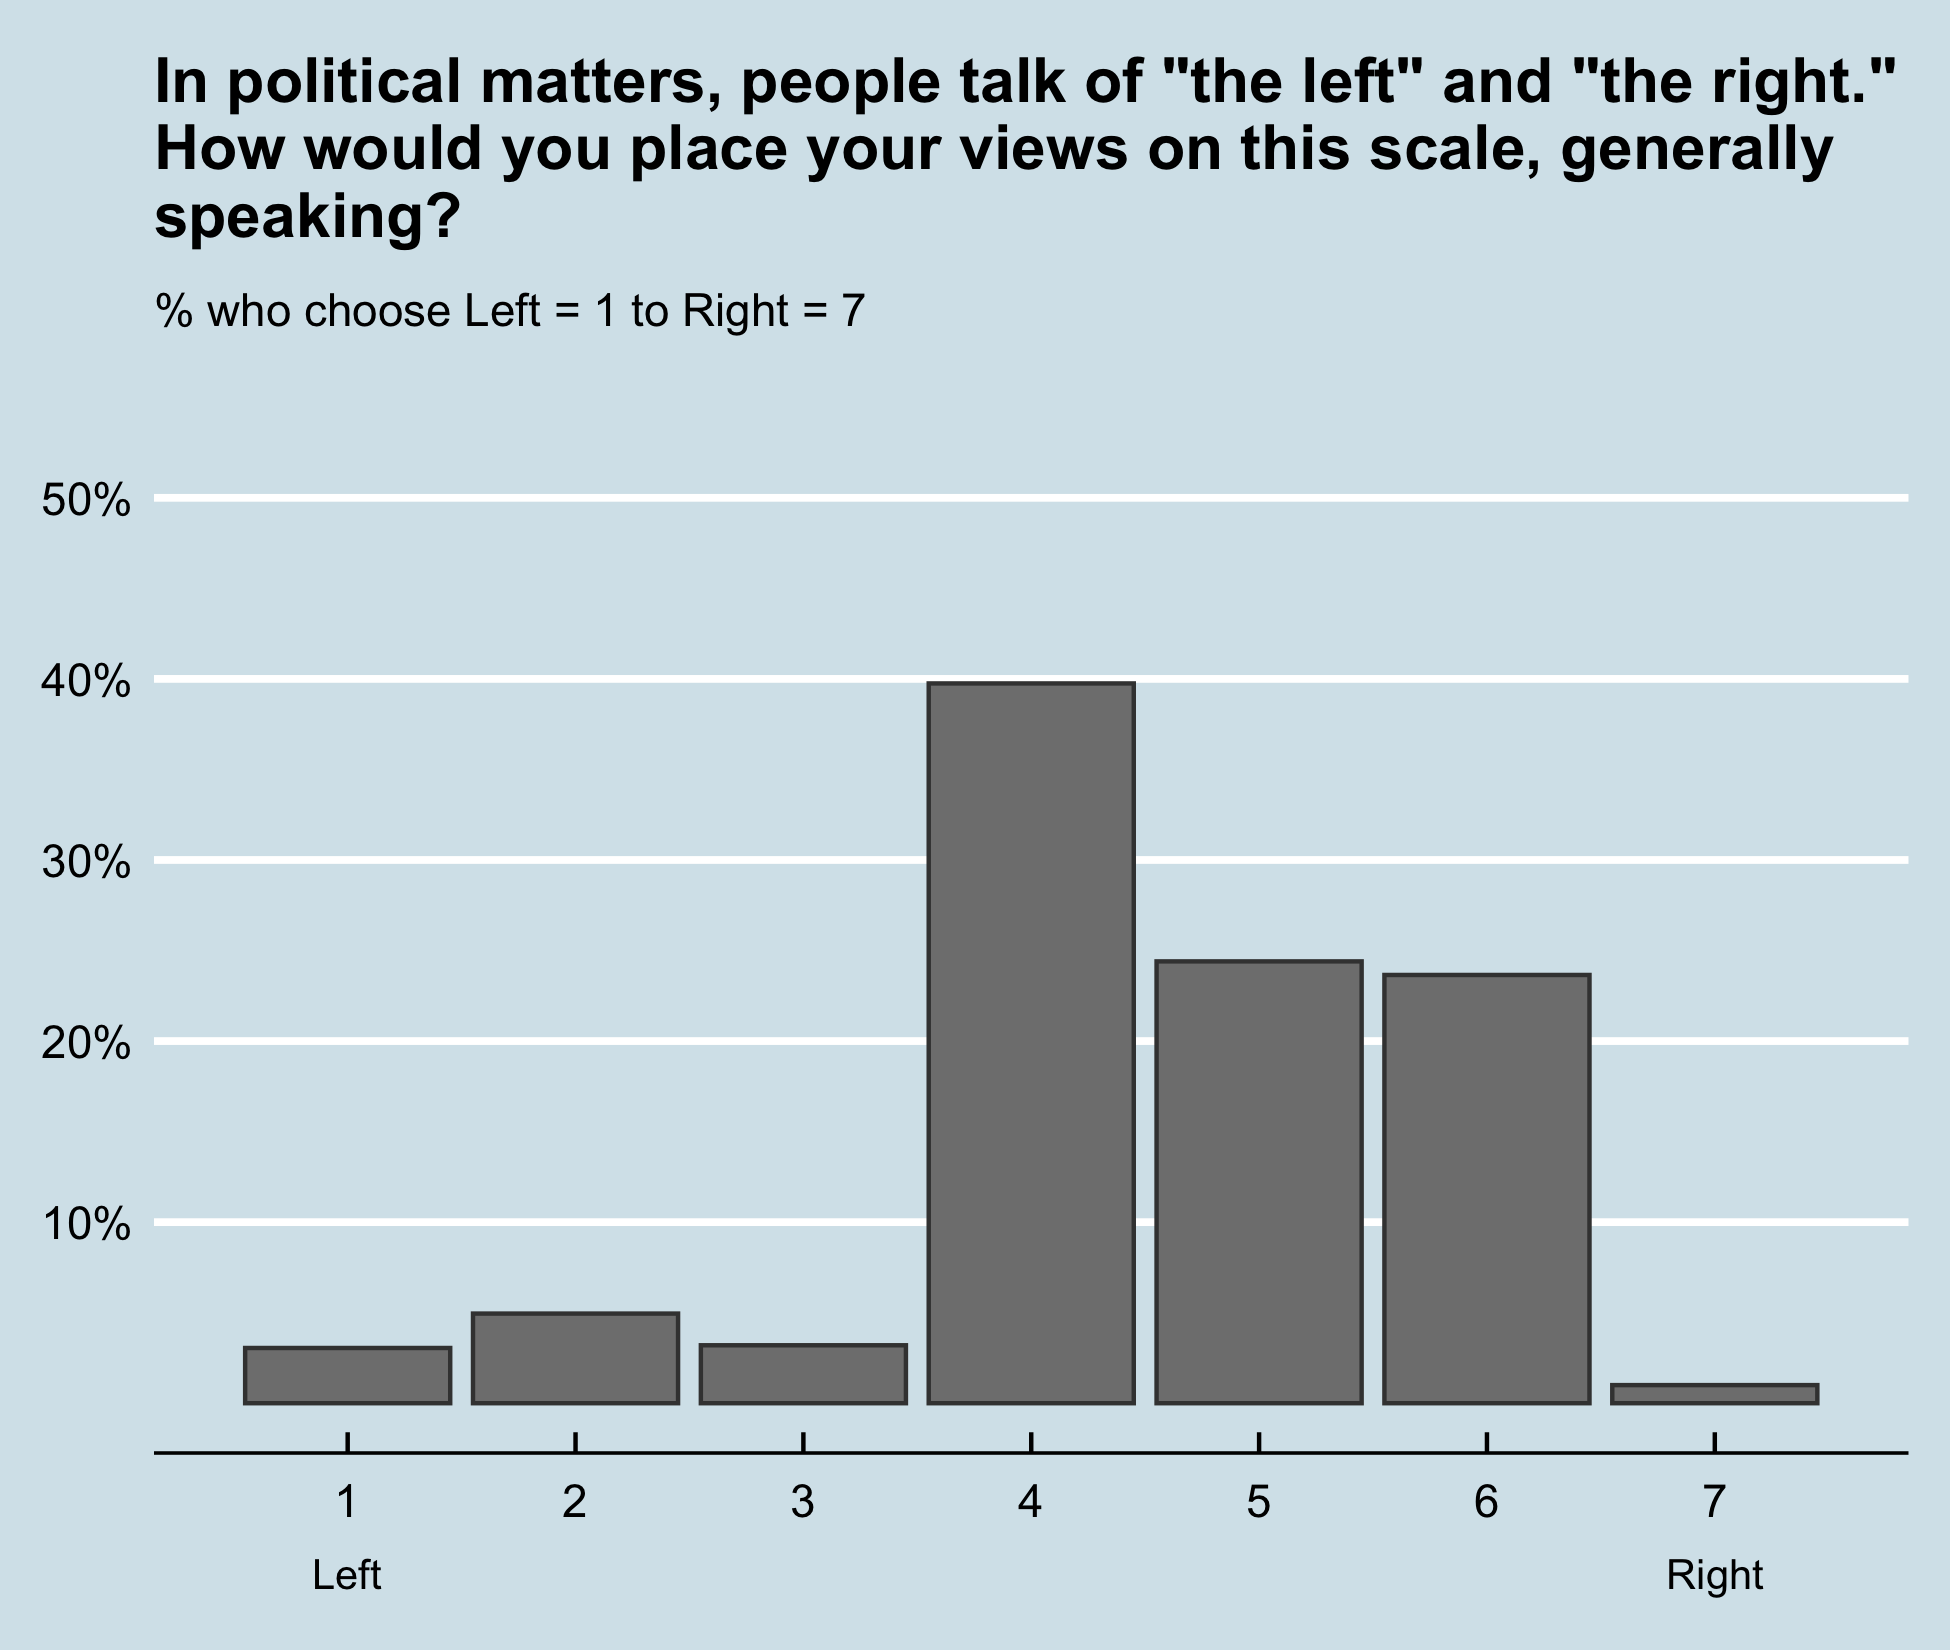 In political matters, people talk of "the left" and "the right."
How would you place your views on this scale, generally
speaking?
% who choose Left = 1 to Right = 7
50%
40%
30%
20%
10%
1 2 3 4 5 6 7
Left Right